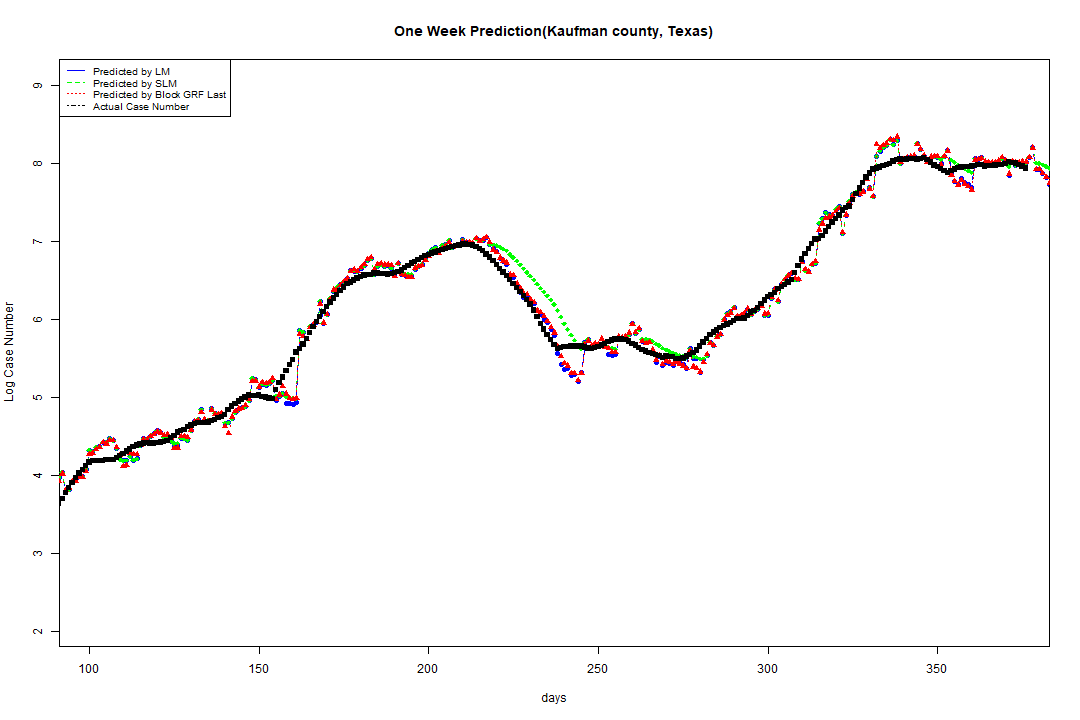 One Week Prediction(Kaufman county, Texas)
Predicted by LM
Predicted by SLM
Predicted by Block GRF Last
Actual Case Number
9
8
7
6
5
4
3
2
Log Case Number
100 150 200 250 300 350
days